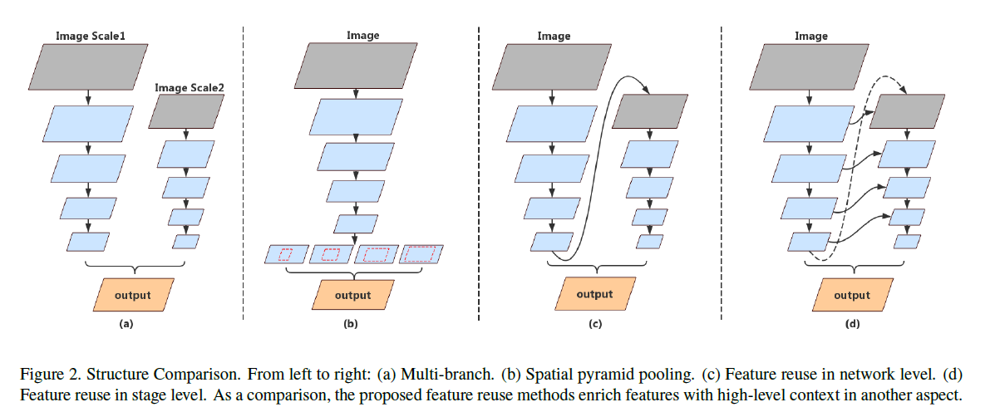 Image Scale1
Image Scale2
output
(a)
Image
output
(b)
Image
output
(c)
Image
output
(d)
Figure 2. Structure Comparison. From left to right: (a) Multi-branch. (b) Spatial pyramid pooling. (c) Feature reuse in network level. (d)
Feature reuse in stage level. As a comparison, the proposed feature reuse methods enrich features with high-level context in another aspect.